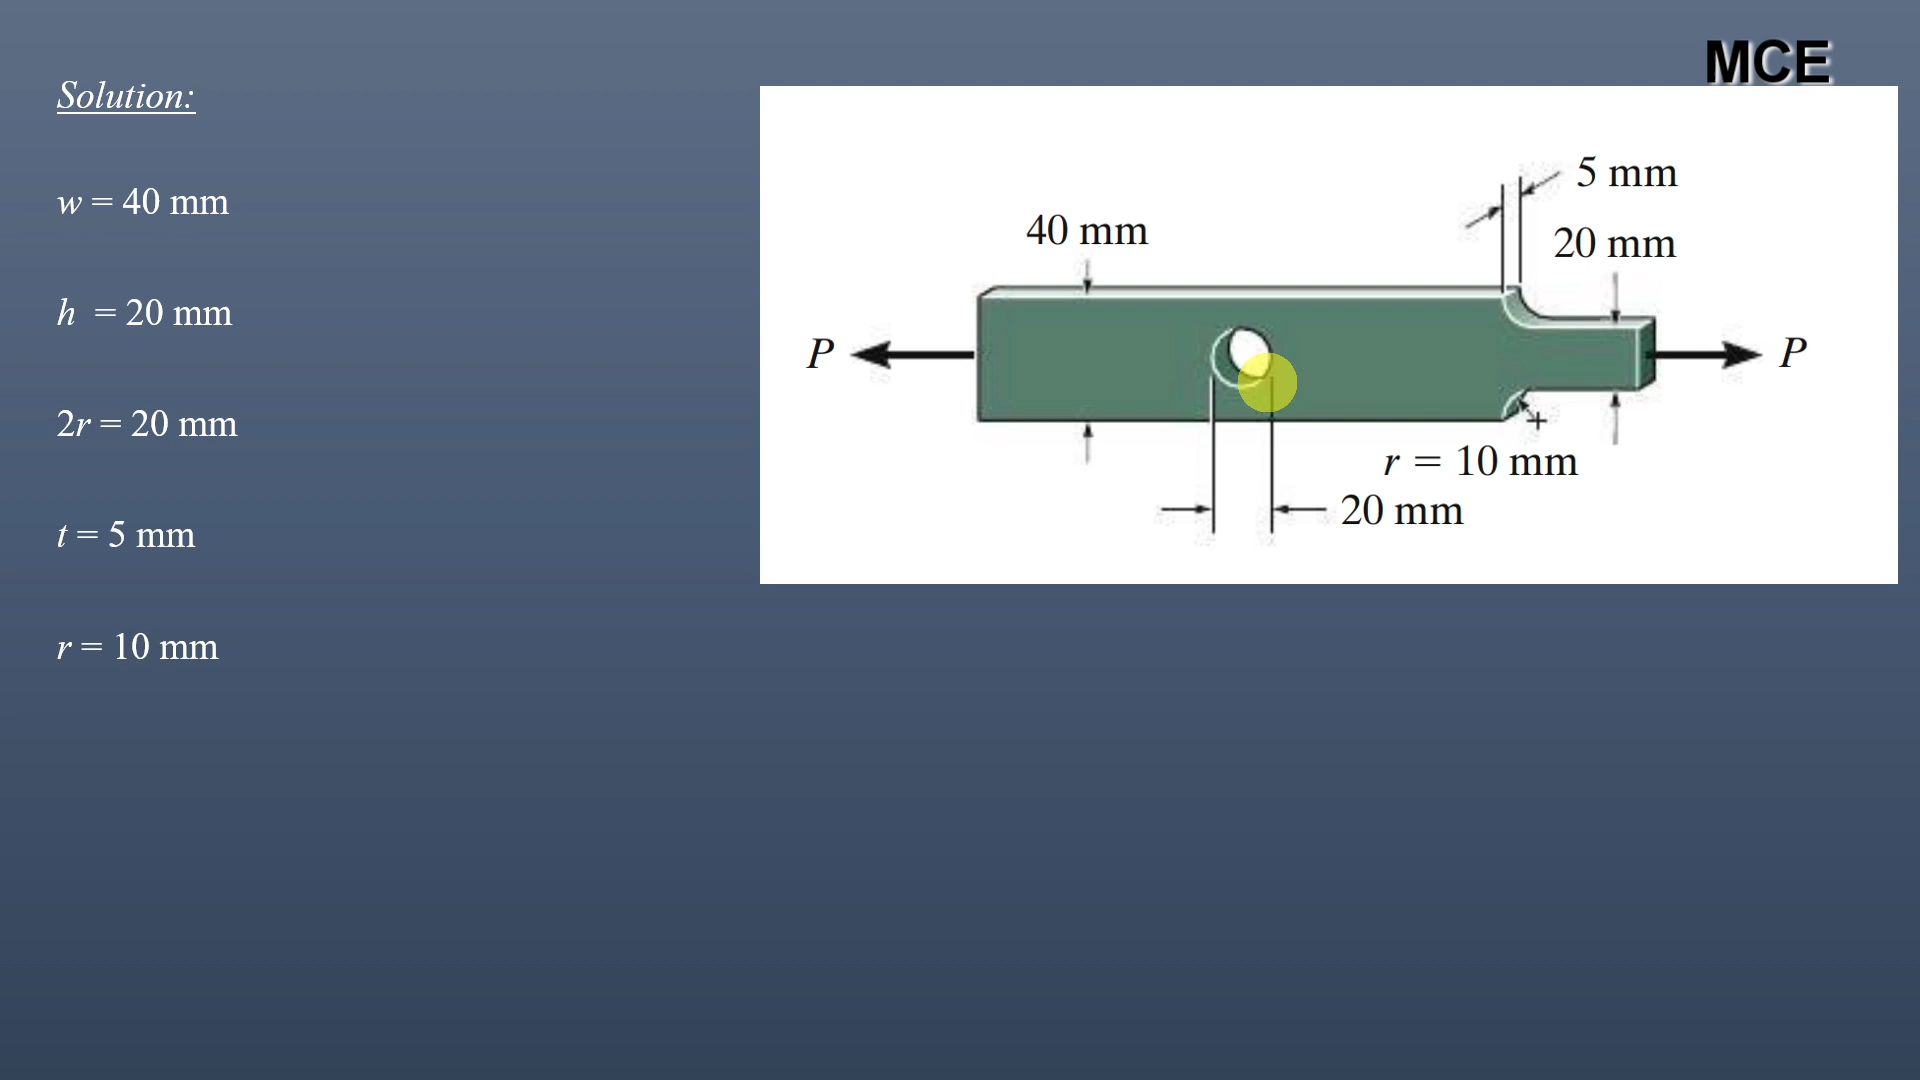 MCE
Solution:
w = 40 mm
h = 20 mm
2r = 20 mm
t = 5 mm
r = 10 mm
5 mm
40 mm
20 mm
P
P
r = 10 mm
20 mm